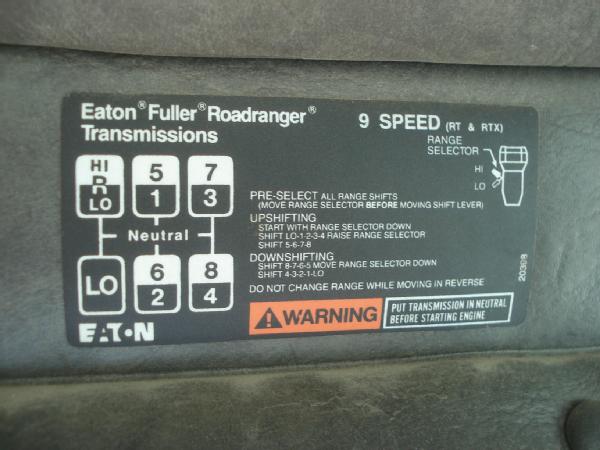 Eaton® Fuller® Roadranger®
Transmissions
9 SPEED (RT & RTX)
RANGE
SELECTOR
HI
LO
HI
R
LO
5
1
7
3
Neutral
LO
6
2
8
4
PRE-SELECT ALL RANGE SHIFTS
(MOVE RANGE SELECTOR BEFORE MOVING SHIFT LEVER)
UPSHIFTING
START WITH RANGE SELECTOR DOWN
SHIFT LO-1-2-3-4 RAISE RANGE SELECTOR
SHIFT 5-6-7-8
DOWNSHIFTING
SHIFT 8-7-6-5 MOVE RANGE SELECTOR DOWN
SHIFT 4-3-2-1-LO
DO NOT CHANGE RANGE WHILE MOVING IN REVERSE
WARNING
PUT TRANSMISSION IN NEUTRAL
BEFORE STARTING ENGINE
EATON